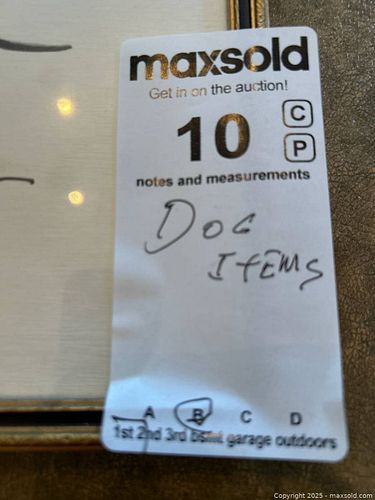 maxsold
Get in on the auction!
10
C
P
notes and measurements
DOG
ITEMS
A B C D
1st 2nd 3rd bsmt garage outdoors
Copyright © 2025 - maxsold.com